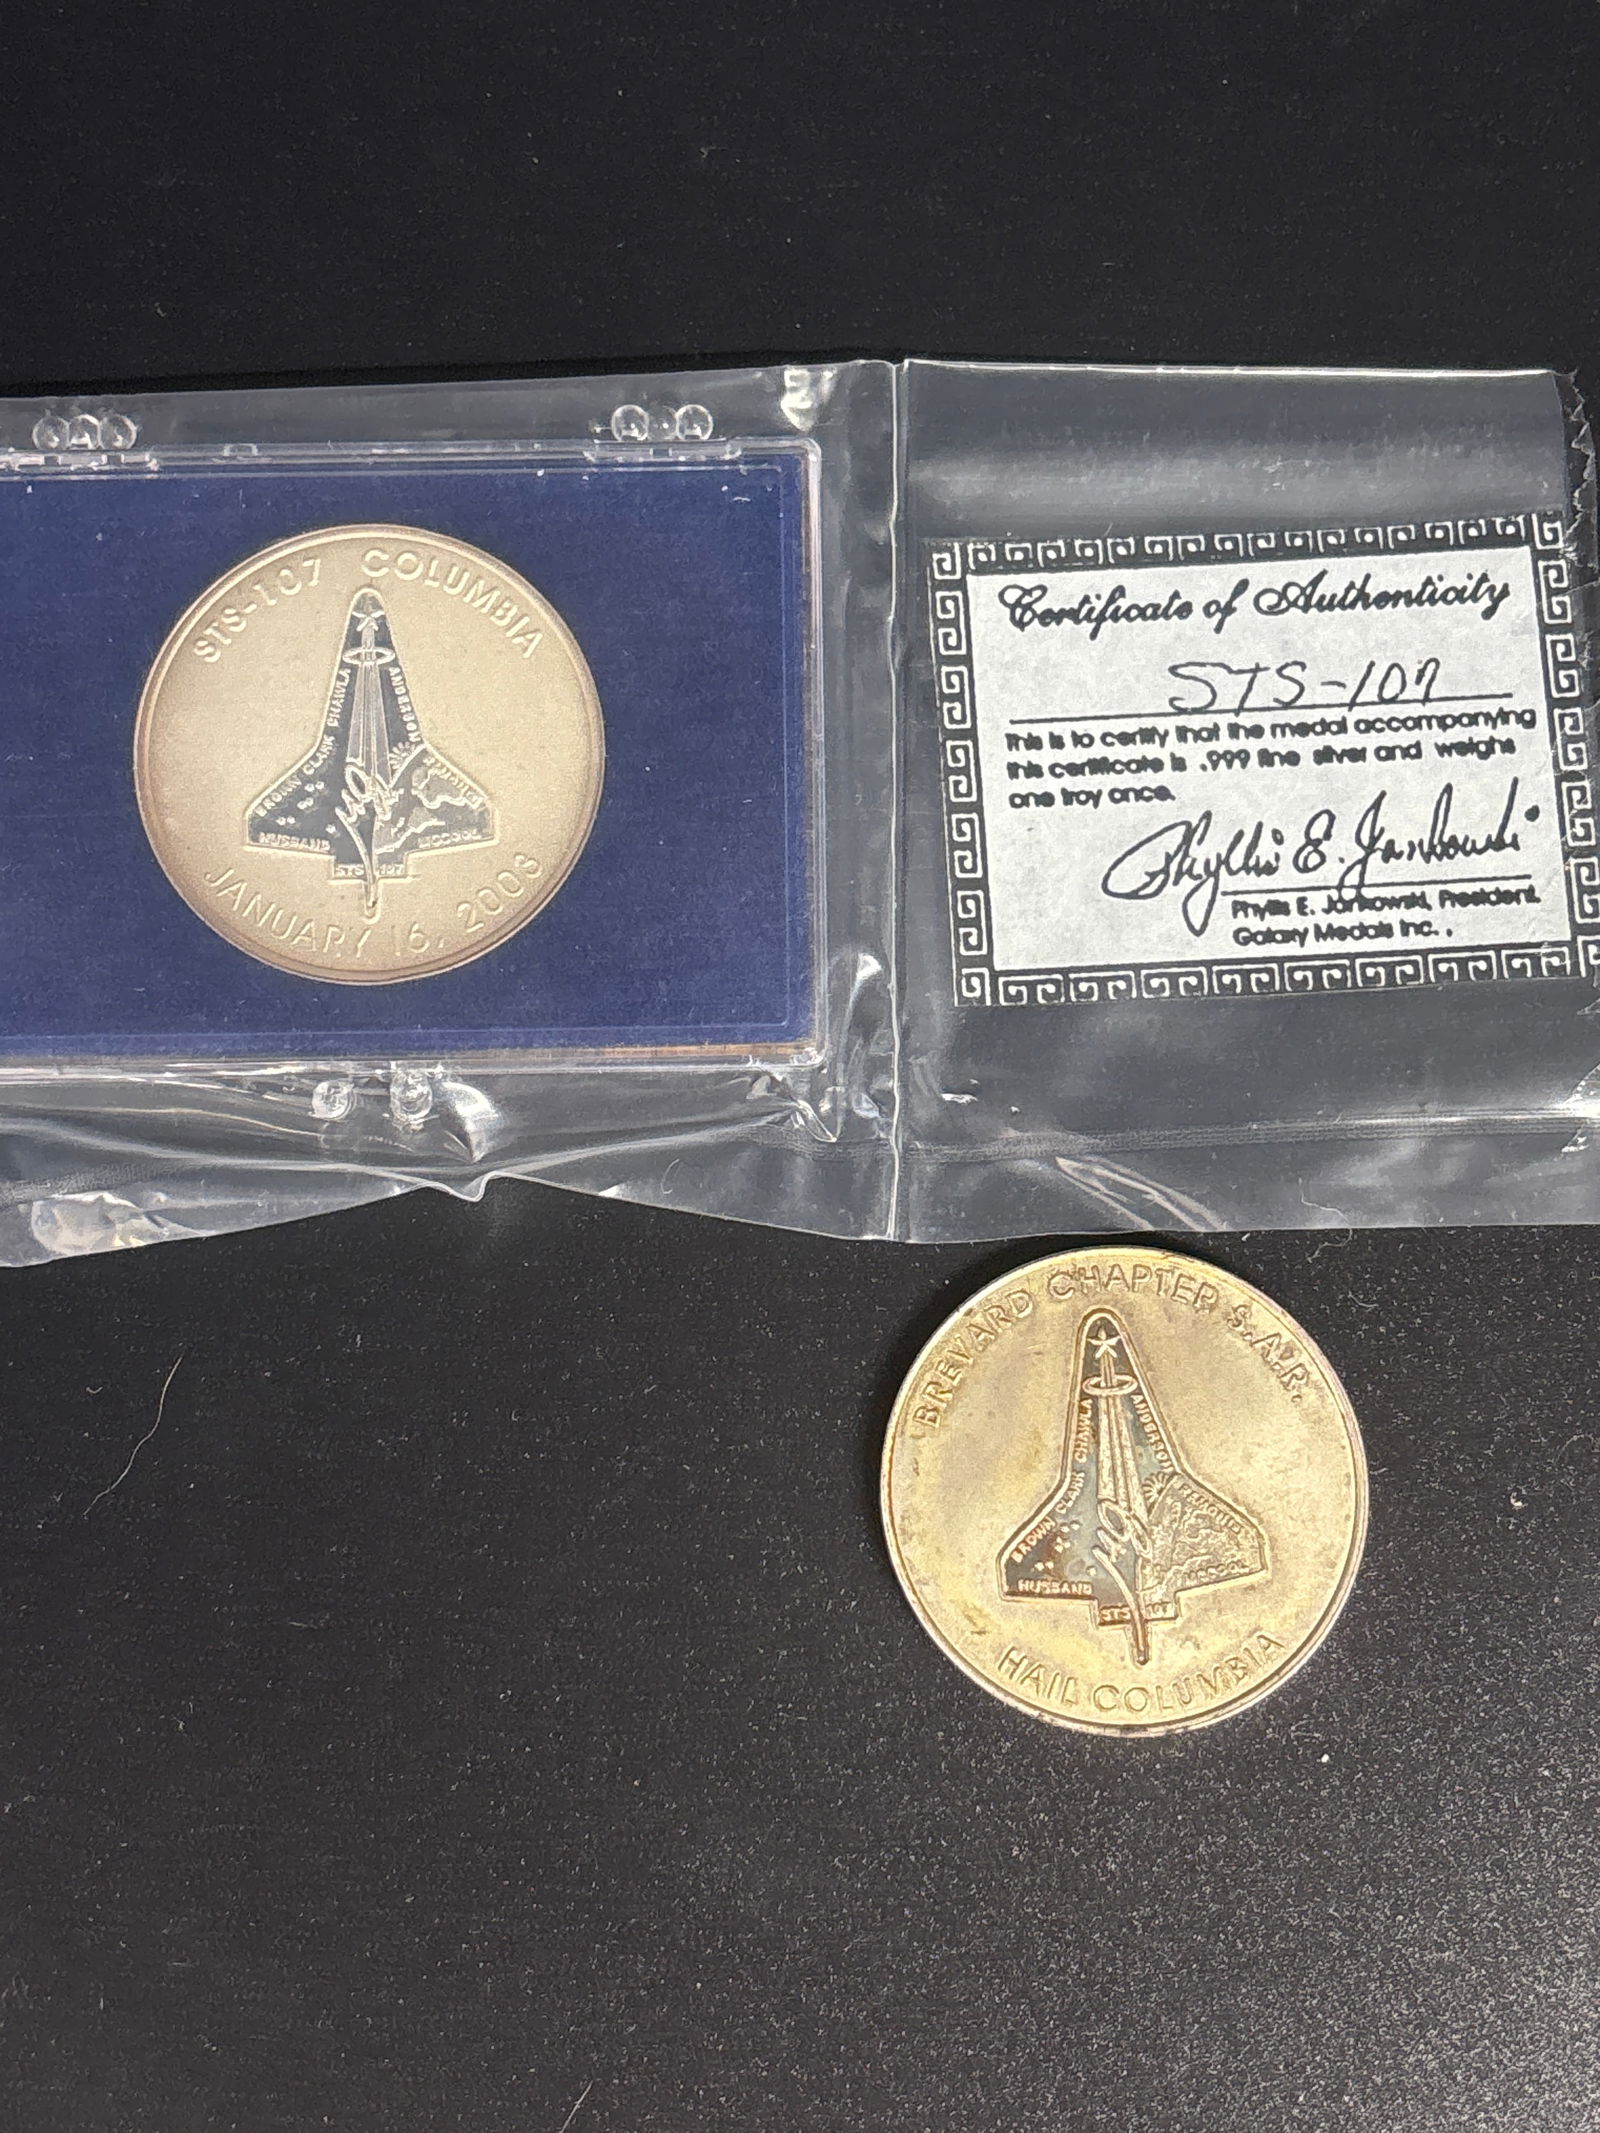 STS-107 COLUMBIA
CHAWLA
ANDERSON
BROWN CLARK
HUSBAND
MCCOOL
STS 107
JANUARY 16, 2003
Certificate of Authenticity
STS-107
This is to certify that the medal accompanying
this certificate is .999 fine silver and weighs
one troy once.
Phyllis E. Jankowski
Phyllis E. Jankowski, President.
Galaxy Medals Inc. .
BREVARD CHAPTER S.A.R.
BROWN CLARK CHAWLA
ANDERSON
RAMON
HUSBAND
MCCOOL
STS 107
HAIL COLUMBIA